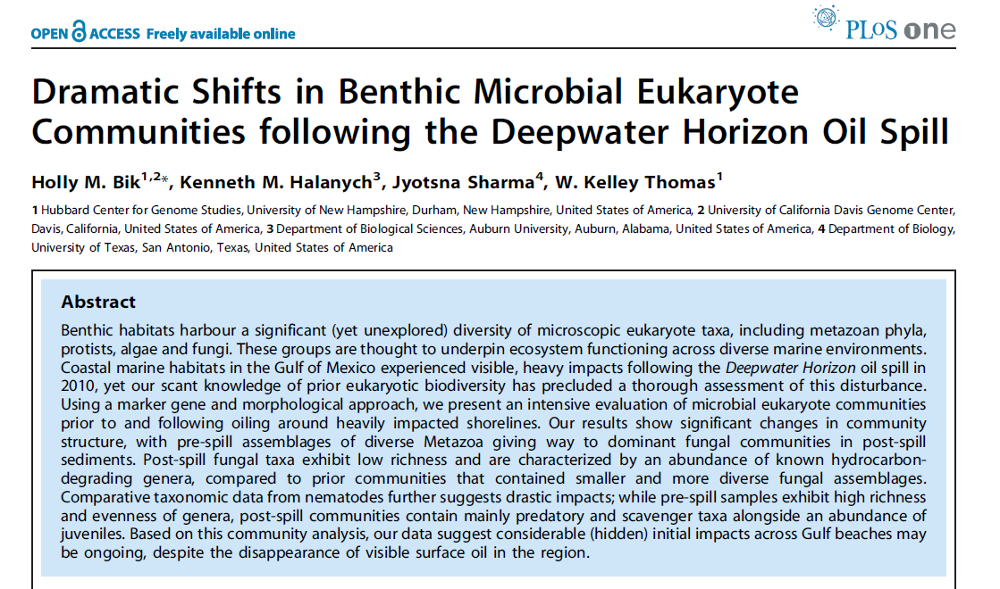 OPEN ACCESS Freely available online
PLoS one
Dramatic Shifts in Benthic Microbial Eukaryote
Communities following the Deepwater Horizon Oil Spill
Holly M. Bik1,2*, Kenneth M. Halanych3, Jyotsna Sharma4, W. Kelley Thomas1
1 Hubbard Center for Genome Studies, University of New Hampshire, Durham, New Hampshire, United States of America, 2 University of California Davis Genome Center,
Davis, California, United States of America, 3 Department of Biological Sciences, Auburn University, Auburn, Alabama, United States of America, 4 Department of Biology,
University of Texas, San Antonio, Texas, United States of America
Abstract
Benthic habitats harbour a significant (yet unexplored) diversity of microscopic eukaryote taxa, including metazoan phyla,
protists, algae and fungi. These groups are thought to underpin ecosystem functioning across diverse marine environments.
Coastal marine habitats in the Gulf of Mexico experienced visible, heavy impacts following the Deepwater Horizon oil spill in
2010, yet our scant knowledge of prior eukaryotic biodiversity has precluded a thorough assessment of this disturbance.
Using a marker gene and morphological approach, we present an intensive evaluation of microbial eukaryote communities
prior to and following oiling around heavily impacted shorelines. Our results show significant changes in community
structure, with pre-spill assemblages of diverse Metazoa giving way to dominant fungal communities in post-spill
sediments. Post-spill fungal taxa exhibit low richness and are characterized by an abundance of known hydrocarbon-
degrading genera, compared to prior communities that contained smaller and more diverse fungal assemblages.
Comparative taxonomic data from nematodes further suggests drastic impacts; while pre-spill samples exhibit high richness
and evenness of genera, post-spill communities contain mainly predatory and scavenger taxa alongside an abundance of
juveniles. Based on this community analysis, our data suggest considerable (hidden) initial impacts across Gulf beaches may
be ongoing, despite the disappearance of visible surface oil in the region.